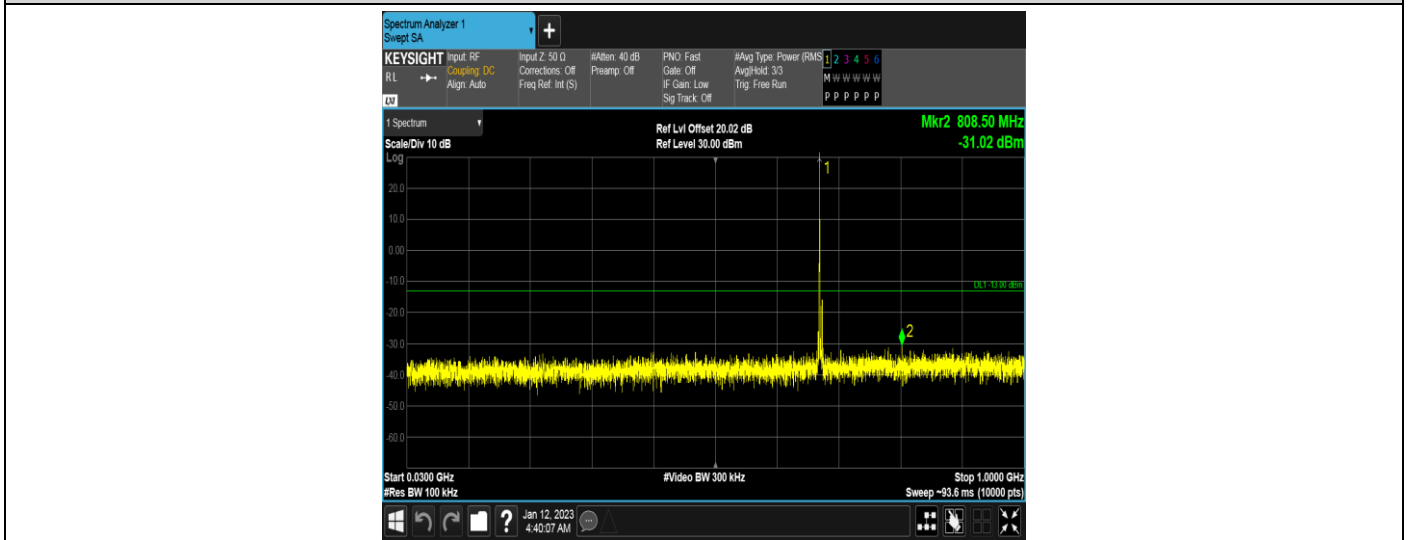 Spectrum Analyzer 1
Swept SA
+
KEYSIGHT
RL
LXI
Input: RF
Coupling: DC
Align: Auto
Input Z: 50 Ω
Corrections: Off
Freq Ref: Int (S)
#Atten: 40 dB
Preamp: Off
PNO: Fast
Gate: Off
IF Gain: Low
Sig Track: Off
#Avg Type: Power (RMS
Avg|Hold: 3/3
Trig: Free Run
1 2 3 4 5 6
M W W W W W
P P P P P P
1 Spectrum
Scale/Div 10 dB
Ref Lvl Offset 20.02 dB
Ref Level 30.00 dBm
Mkr2 808.50 MHz
-31.02 dBm
Log
1
20.0
10.0
0.00
-10.0
DL1 -13.00 dBm
-20.0
2
-30.0
-40.0
-50.0
-60.0
Start 0.0300 GHz
#Video BW 300 kHz
Stop 1.0000 GHz
#Res BW 100 kHz
Sweep ~93.6 ms (10000 pts)
?
Jan 12, 2023
4:40:07 AM